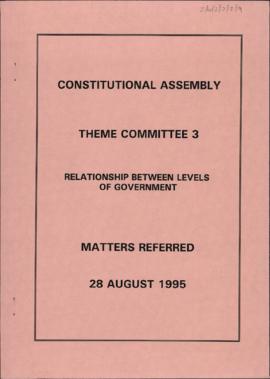 CONSTITUTIONAL ASSEMBLY
THEME COMMITTEE 3
RELATIONSHIP BETWEEN LEVELS
OF GOVERNMENT
MATTERS REFERRED
28 AUGUST 1995